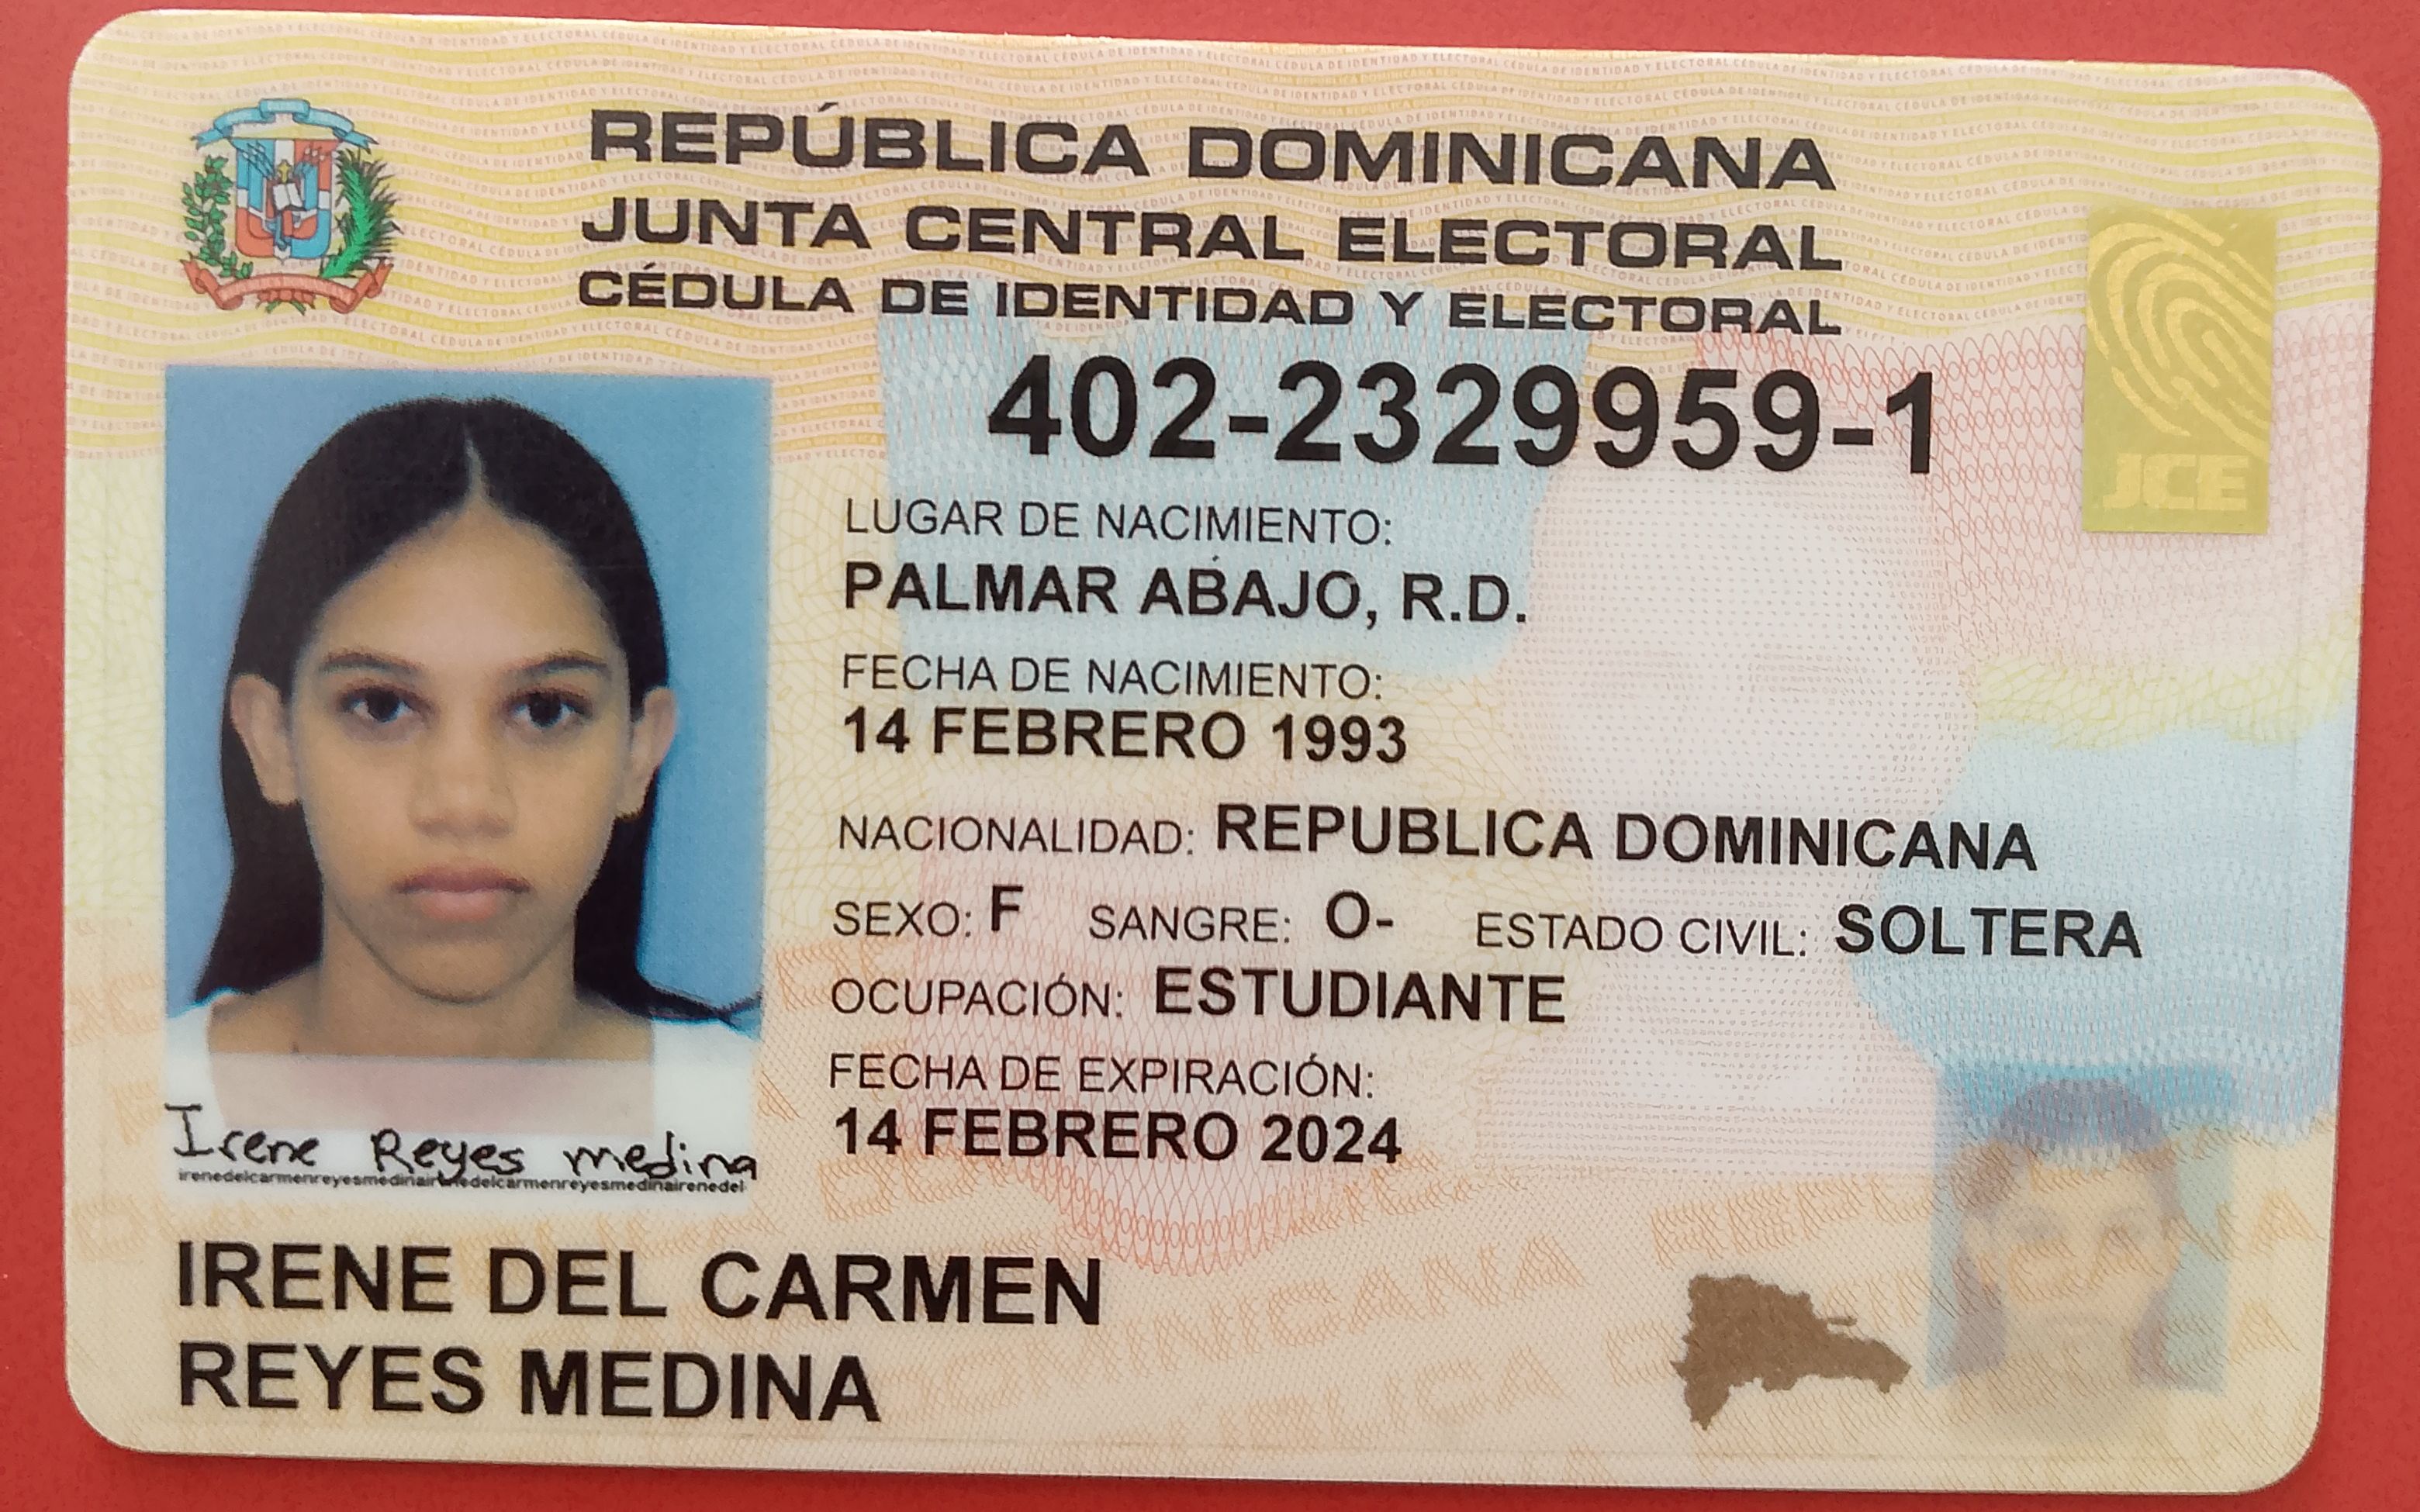 REPÚBLICA DOMINICANA
JUNTA CENTRAL ELECTORAL
CÉDULA DE IDENTIDAD Y ELECTORAL
402-2329959-1
JCE
LUGAR DE NACIMIENTO:
PALMAR ABAJO, R.D.
FECHA DE NACIMIENTO:
14 FEBRERO 1993
NACIONALIDAD: REPUBLICA DOMINICANA
SEXO: F SANGRE: O- ESTADO CIVIL: SOLTERA
OCUPACIÓN: ESTUDIANTE
FECHA DE EXPIRACIÓN:
14 FEBRERO 2024
Irene Reyes medina
irenedelcarmenreyesmedinairenedelcarmenreyesmedinairenedel
IRENE DEL CARMEN
REYES MEDINA